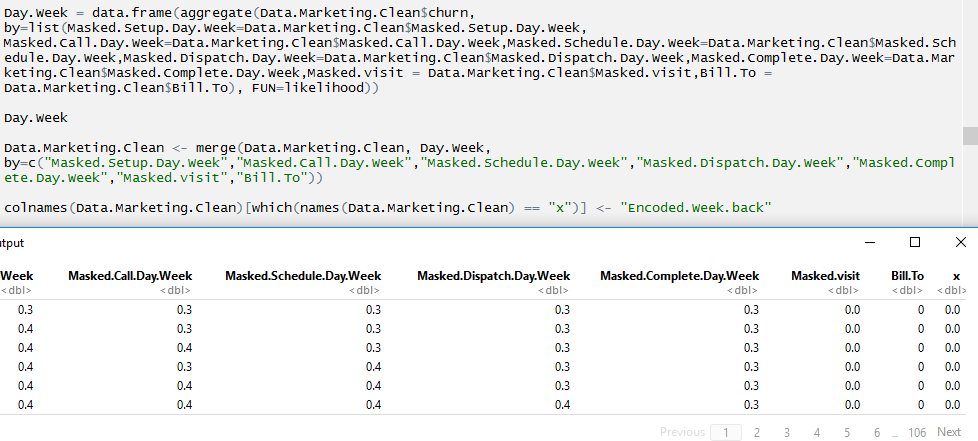 Day.Week = data.frame(aggregate(Data.Marketing.Clean$churn,
by=list(Masked.Setup.Day.Week=Data.Marketing.Clean$Masked.Setup.Day.Week,
Masked.Call.Day.Week=Data.Marketing.Clean$Masked.Call.Day.Week,Masked.Schedule.Day.Week=Data.Marketing.Clean$Masked.Sch
edule.Day.Week,Masked.Dispatch.Day.Week=Data.Marketing.Clean$Masked.Dispatch.Day.Week,Masked.Complete.Day.Week=Data.Mar
keting.Clean$Masked.Complete.Day.Week,Masked.visit = Data.Marketing.Clean$Masked.visit,Bill.To =
Data.Marketing.Clean$Bill.To), FUN=likelihood))
Day.Week
Data.Marketing.Clean <- merge(Data.Marketing.Clean, Day.Week,
by=c("Masked.Setup.Day.Week","Masked.Call.Day.Week","Masked.Schedule.Day.Week","Masked.Dispatch.Day.Week","Masked.Compl
ete.Day.Week","Masked.visit","Bill.To"))
colnames(Data.Marketing.Clean)[which(names(Data.Marketing.Clean) == "x")] <- "Encoded.Week.back"
utput
Week Masked.Call.Day.Week Masked.Schedule.Day.Week Masked.Dispatch.Day.Week Masked.Complete.Day.Week Masked.visit Bill.To x
<dbl> <dbl> <dbl> <dbl> <dbl> <dbl> <dbl> <dbl>
0.3 0.3 0.3 0.3 0.3 0.0 0 0.0
0.4 0.3 0.3 0.3 0.3 0.0 0 0.0
0.4 0.4 0.3 0.3 0.3 0.0 0 0.0
0.4 0.3 0.4 0.3 0.3 0.0 0 0.0
0.4 0.4 0.4 0.3 0.3 0.0 0 0.0
0.4 0.4 0.4 0.4 0.3 0.0 0 0.0
Previous 1 2 3 4 5 6 ... 106 Next